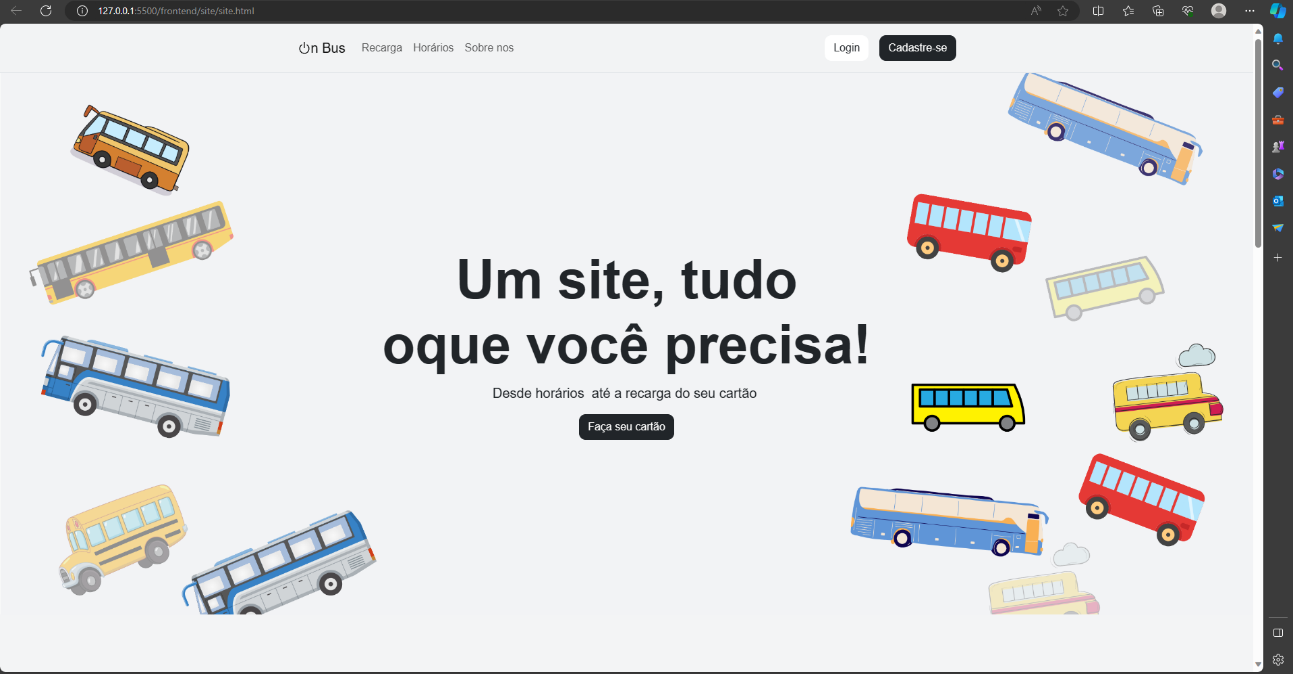 127.0.0.1:5500/frontend/site/site.html
On Bus Recarga Horários Sobre nos Login Cadastre-se
Um site, tudo
oque você precisa!
Desde horários até a recarga do seu cartão
Faça seu cartão